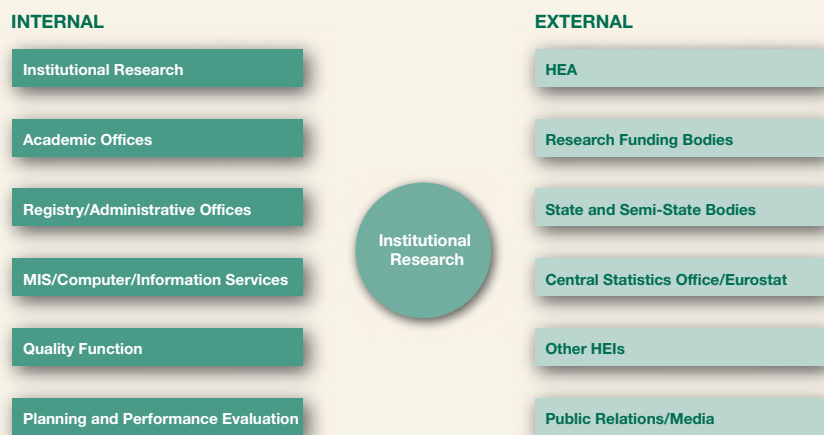 INTERNAL
Institutional Research
Academic Offices
Registry/Administrative Offices
MIS/Computer/Information Services
Quality Function
Planning and Performance Evaluation
Institutional
Research
EXTERNAL
HEA
Research Funding Bodies
State and Semi-State Bodies
Central Statistics Office/Eurostat
Other HEIs
Public Relations/Media